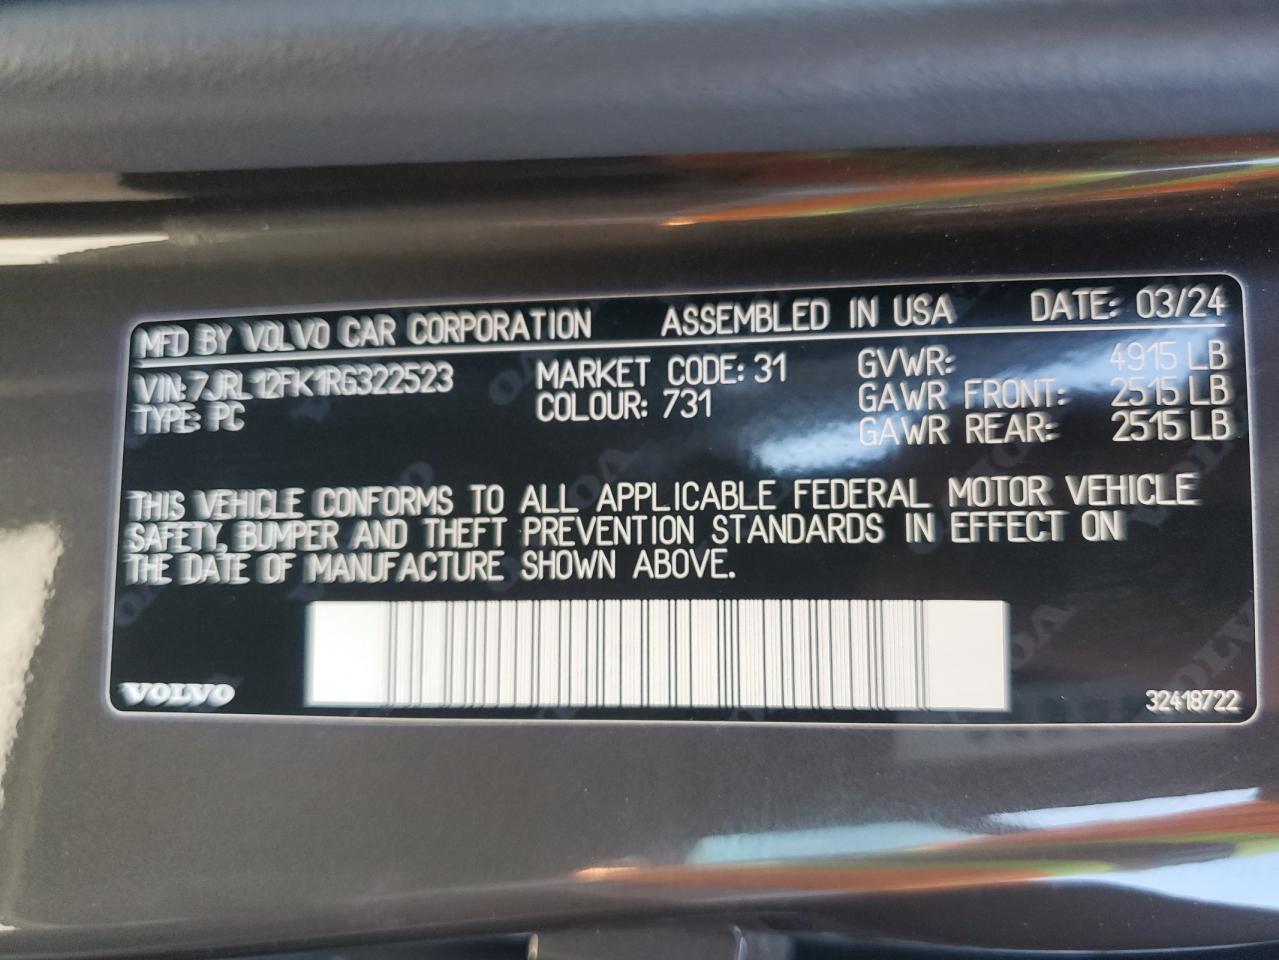 MFD BY VOLVO CAR CORPORATION ASSEMBLED IN USA DATE: 03/24
VIN: 7JRL12FK1RG322523 MARKET CODE: 31 GVWR: 4915 LB
TYPE: PC COLOUR: 731 GAWR FRONT: 2515 LB
GAWR REAR: 2515 LB
THIS VEHICLE CONFORMS TO ALL APPLICABLE FEDERAL MOTOR VEHICLE
SAFETY, BUMPER AND THEFT PREVENTION STANDARDS IN EFFECT ON
THE DATE OF MANUFACTURE SHOWN ABOVE.
VOLVO 32418722